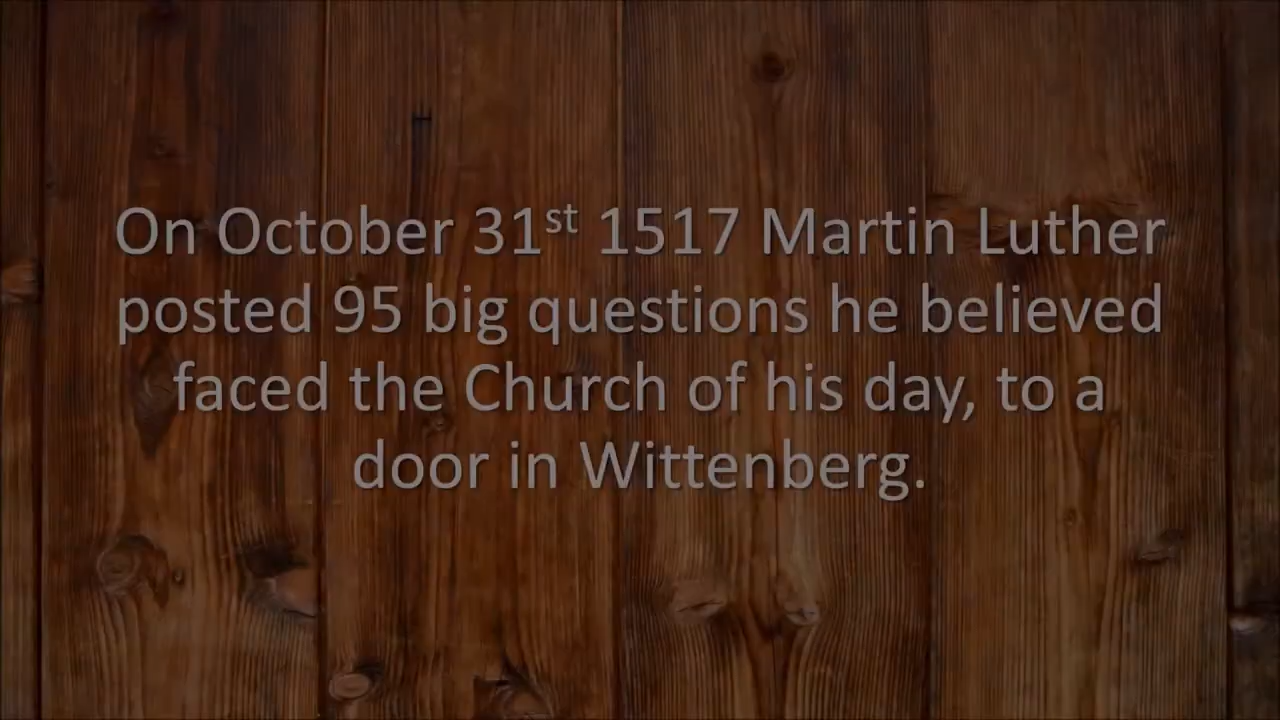 On October 31st 1517 Martin Luther
posted 95 big questions he believed
faced the Church of his day, to a
door in Wittenberg.